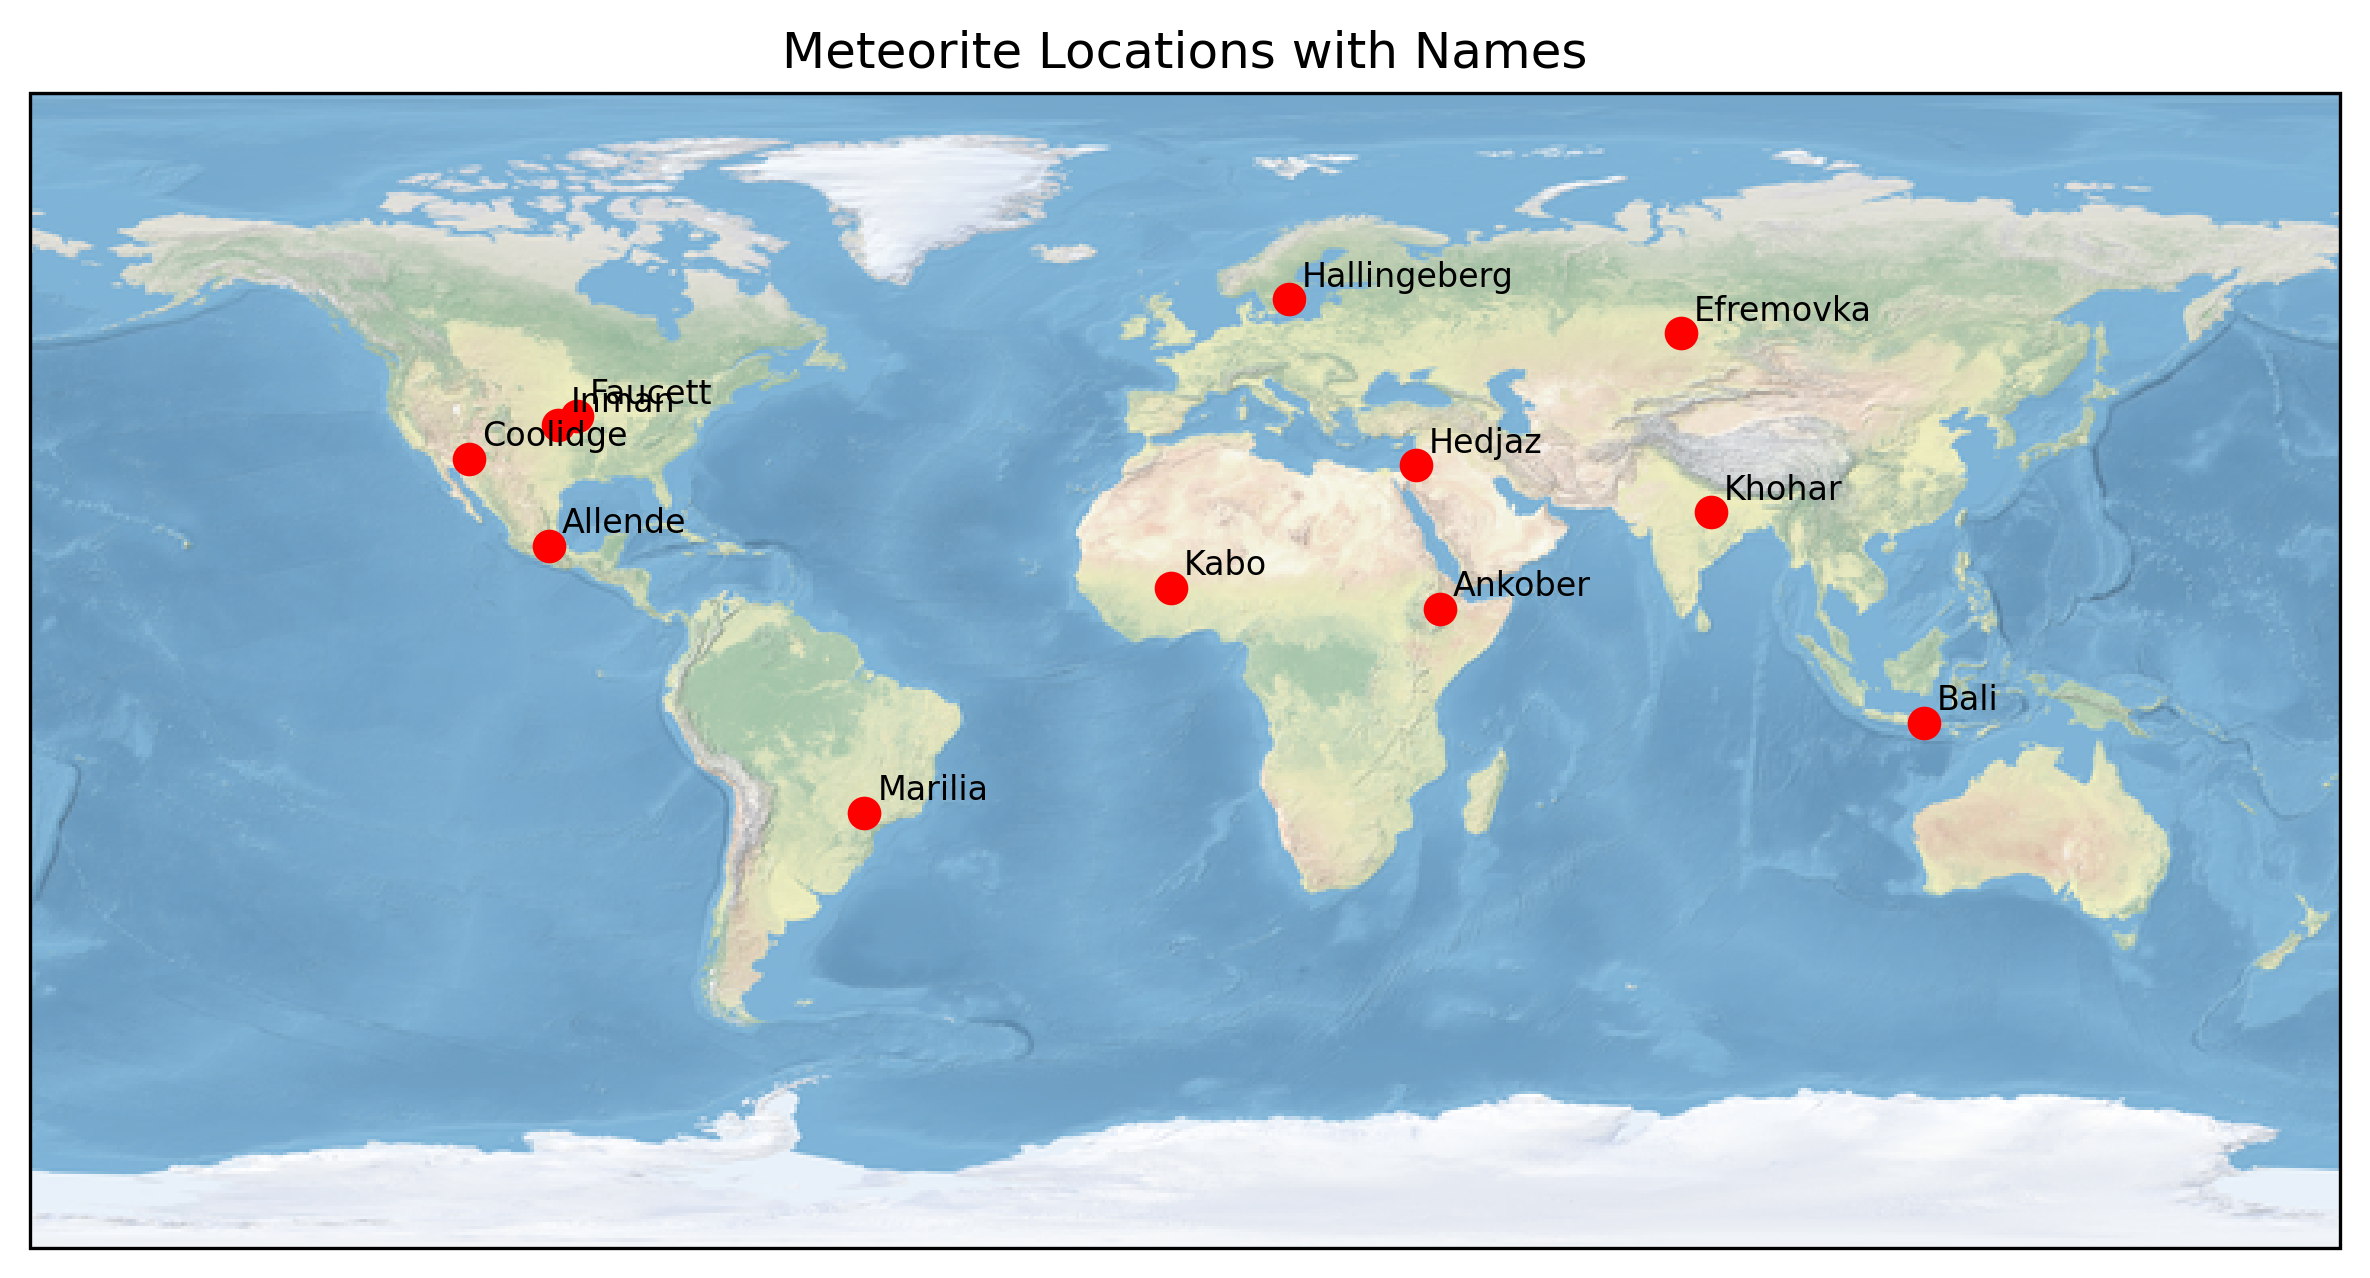 Meteorite Locations with Names
Hallingeberg
Efremovka
Faucett
Inman
Coolidge
Hedjaz
Khohar
Allende
Kabo
Ankober
Bali
Marilia